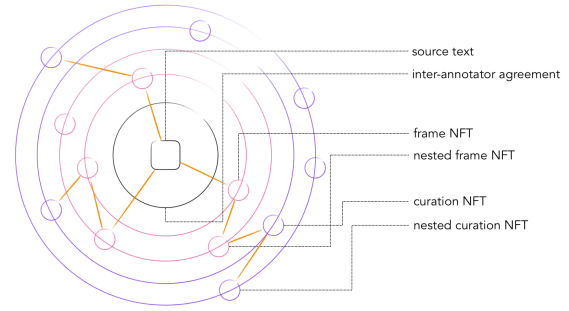 source text
inter-annotator agreement
frame NFT
nested frame NFT
curation NFT
nested curation NFT